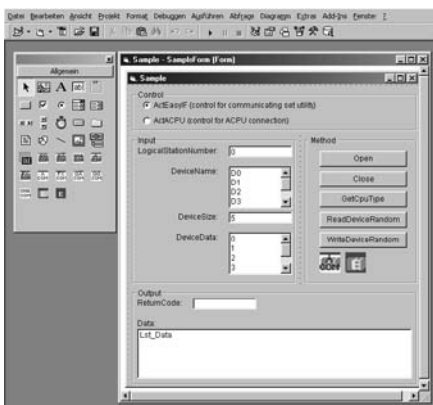 Datei Bearbeiten Ansicht Projekt Format Debuggen Ausführen Abfrage Diagramm Extras Add-Ins Fenster ?
Allgemein
Sample - SampleForm (Form)
Sample
Control
ActEasyIF (control for communicating set utility)
ActACPU (control for ACPU connection)
Input
LogicalStationNumber: 0
DeviceName: D0
D1
D2
D3
DeviceSize: 5
DeviceData: 0
1
2
3
Method
Open
Close
GetCpuType
ReadDeviceRandom
WriteDeviceRandom
Output
ReturnCode:
Data:
Lst_Data